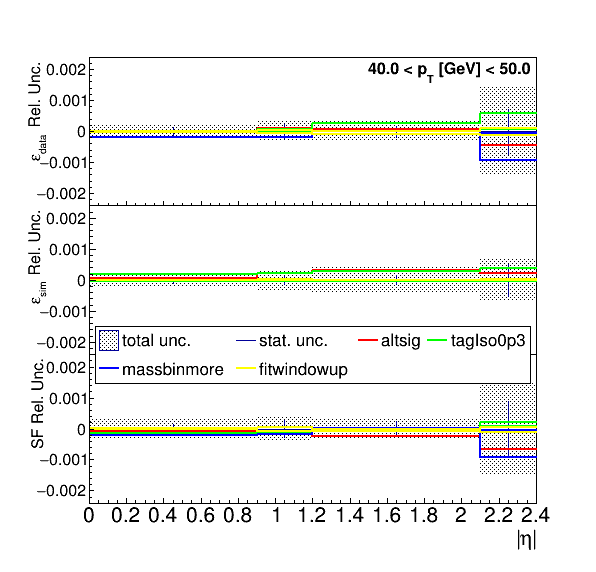 40.0 < pT [GeV] < 50.0
εdata Rel. Unc.
0.002
0.001
0
−0.001
−0.002
εsim Rel. Unc.
0.002
0.001
0
−0.001
−0.002
total unc. stat. unc. altsig tagIso0p3
massbinmore fitwindowup
SF Rel. Unc.
0.002
0.001
0
−0.001
−0.002
0 0.2 0.4 0.6 0.8 1 1.2 1.4 1.6 1.8 2 2.2 2.4
|η|